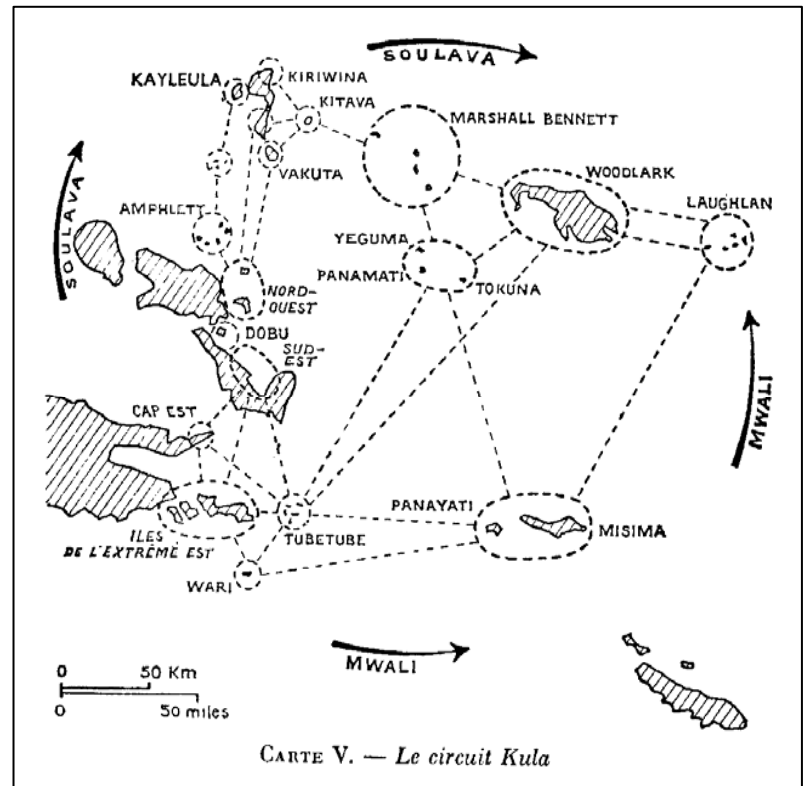 SOULAVA
KAYLEULA
KIRIWINA
KITAVA
MARSHALL BENNETT
VAKUTA
WOODLARK
LAUGHLAN
SOULAVA
AMPHLETT
YEGUMA
PANAMATI
TOKUNA
NORD-
OUEST
DOBU
SUD-
EST
MWALI
CAP EST
PANAYATI
MISIMA
ILES
DE L'EXTRÊME EST
TUBETUBE
WARI
MWALI
0 50 Km
0 50 miles
CARTE V. — Le circuit Kula